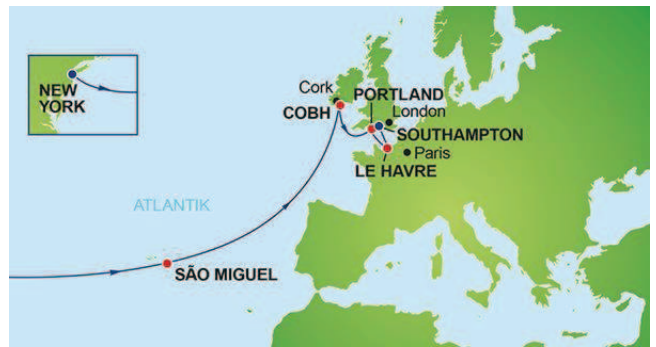 NEW
YORK
Cork
COBH
PORTLAND
London
SOUTHAMPTON
Paris
LE HAVRE
ATLANTIK
SÃO MIGUEL